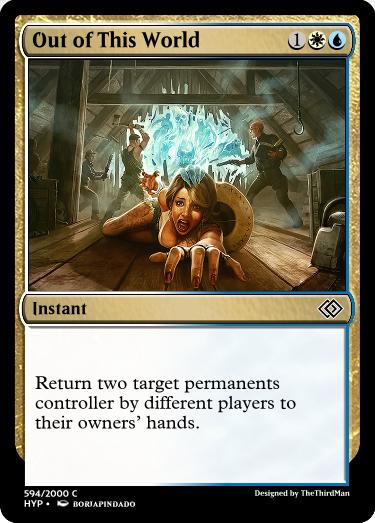 Out of This World 1
Instant
Return two target permanents
controller by different players to
their owners' hands.
594/2000 C
HYP • BORJAPINDADO
Designed by TheThirdMan